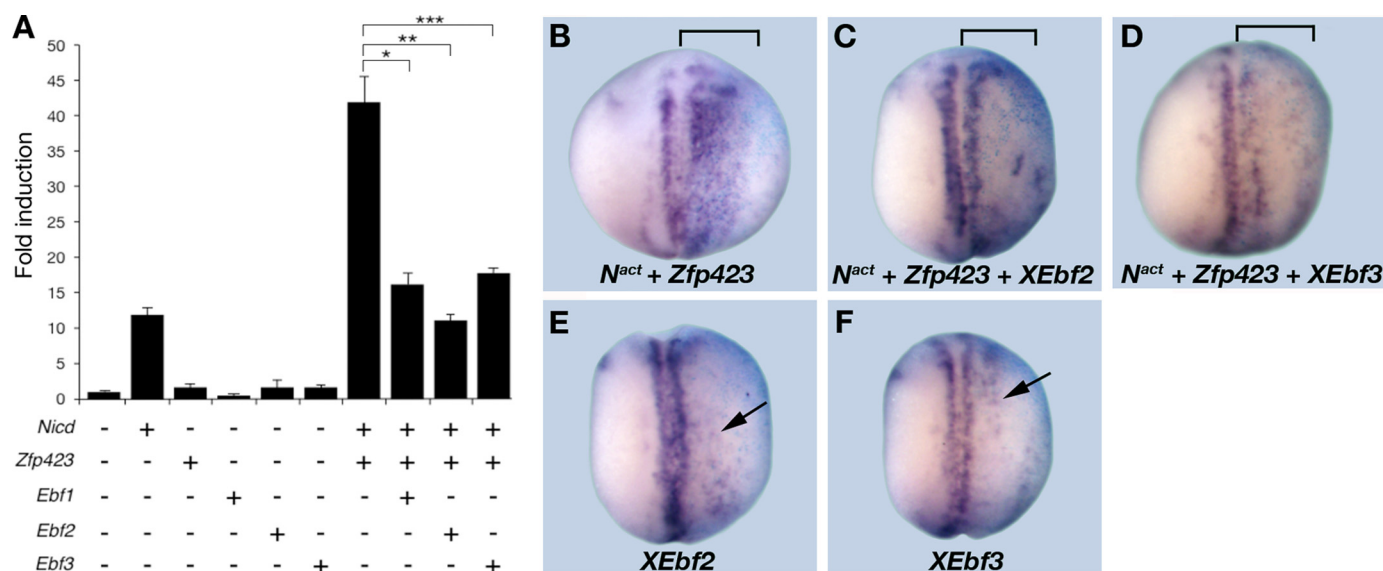 A
Fold induction
50
45
40
35
30
25
20
15
10
5
0
***
**
*
Nicd - + - - - - + + + +
Zfp423 - - + - - - + + + +
Ebf1 - - - + - - - + - -
Ebf2 - - - - + - - - + -
Ebf3 - - - - - + - - - +
B
Nact + Zfp423
C
Nact + Zfp423 + XEbf2
D
Nact + Zfp423 + XEbf3
E
XEbf2
F
XEbf3